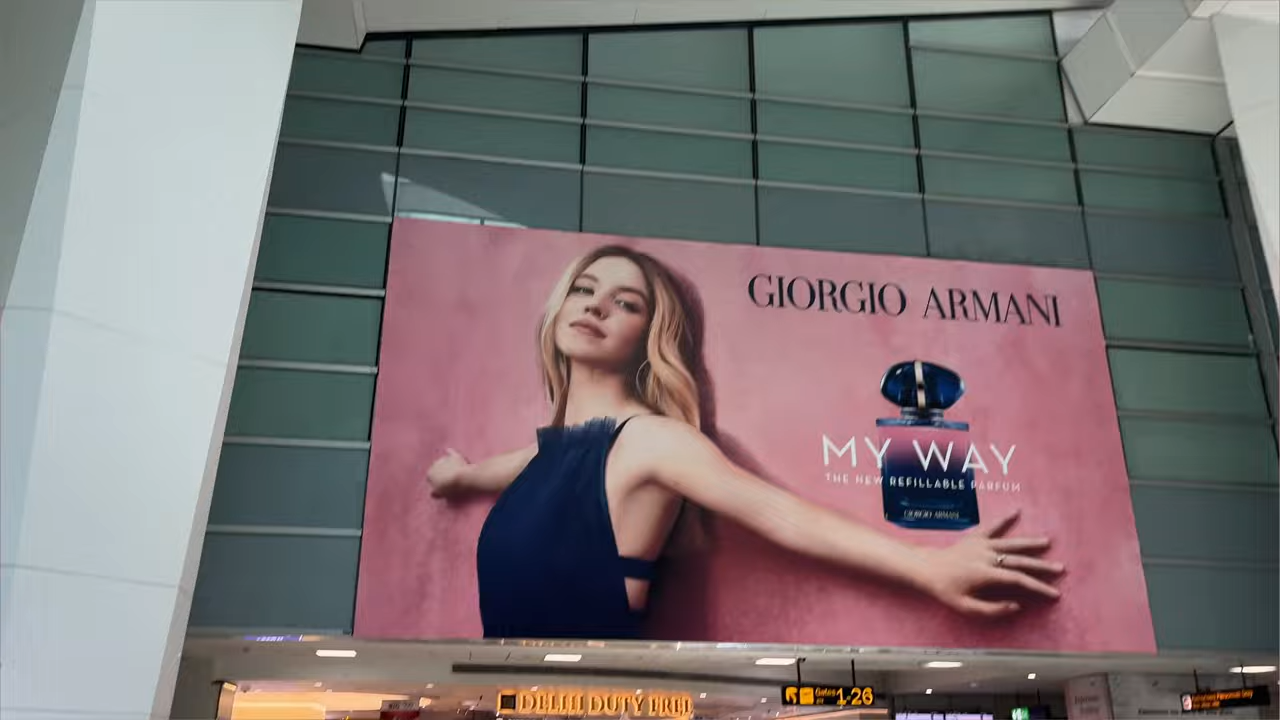 GIORGIO ARMANI
MY WAY
THE NEW REFILLABLE PARFUM
GIORGIO ARMANI
DELHI DUTY FREE
Gates 1-26